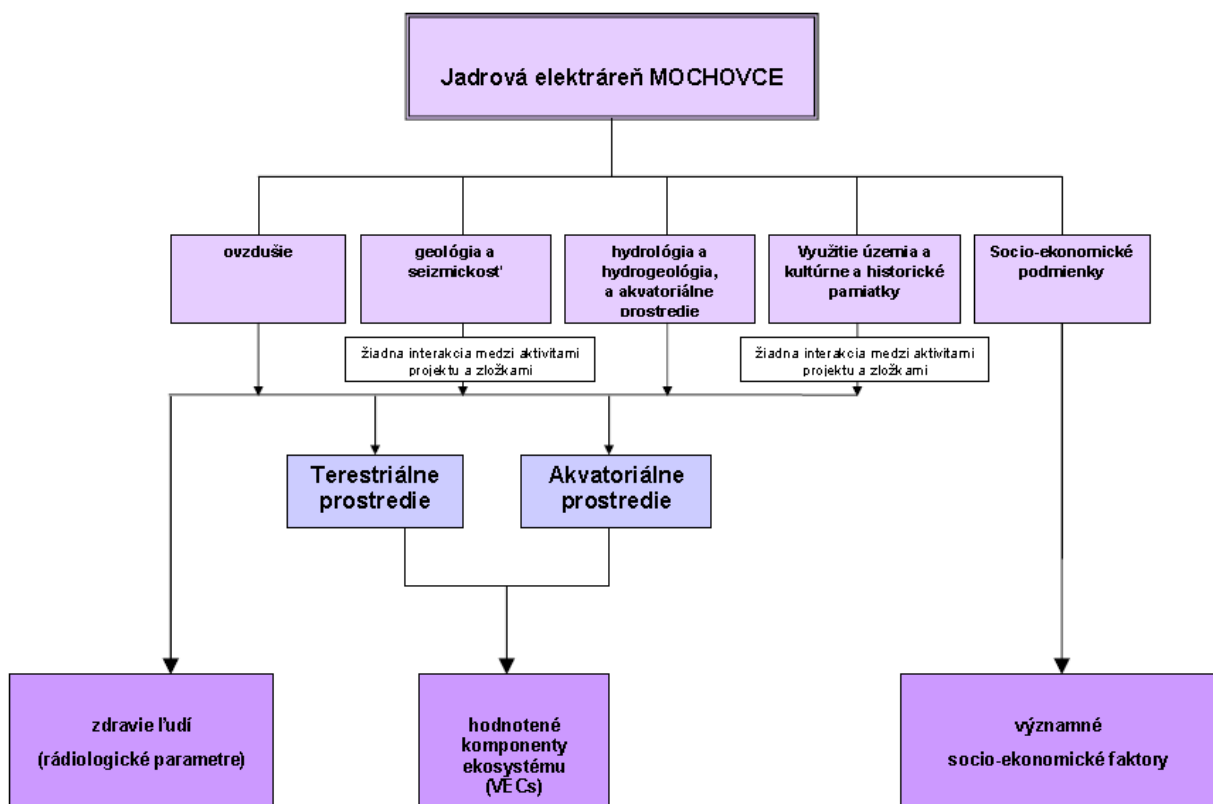 Jadrová elektráreň MOCHOVCE
ovzdušie
geológia a
seizmickosť
hydrológia a
hydrogeológia,
a akvatoriálne
prostredie
Využitie územia a
kultúrne a historické
pamiatky
Socio-ekonomické
podmienky
žiadna interakcia medzi aktivitami
projektu a zložkami
žiadna interakcia medzi aktivitami
projektu a zložkami
Terestriálne
prostredie
Akvatoriálne
prostredie
zdravie ľudí
(rádiologické parametre)
hodnotené
komponenty
ekosystému
(VECs)
významné
socio-ekonomické faktory